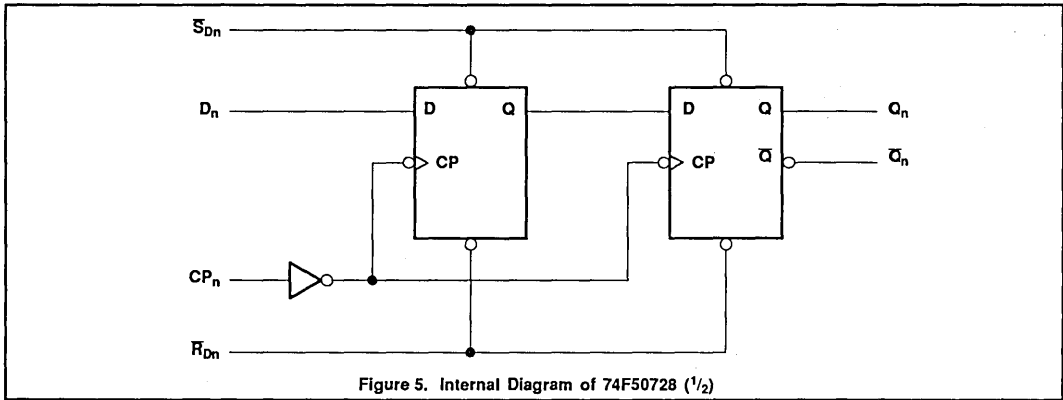 S̅Dn
Dn
D Q
CP
D Q
CP Q̅
Qn
Q̅n
CPn
R̅Dn
Figure 5. Internal Diagram of 74F50728 (1/2)